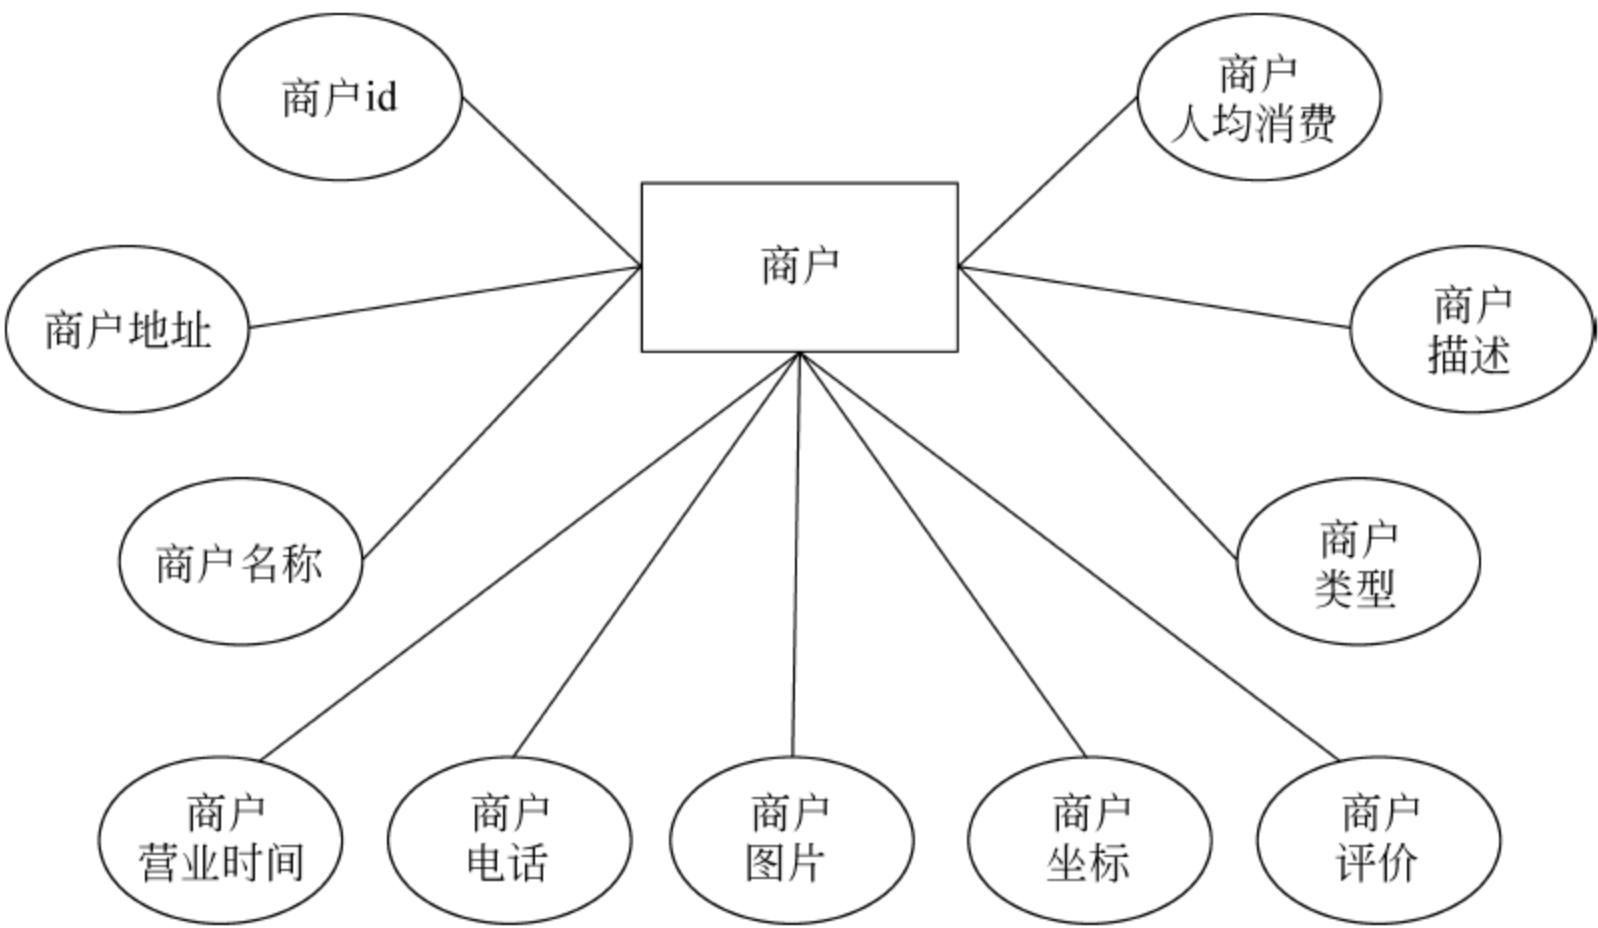 商户id
商户
人均消费
商户
商户地址
商户
描述
商户名称
商户
类型
商户
营业时间
商户
电话
商户
图片
商户
坐标
商户
评价